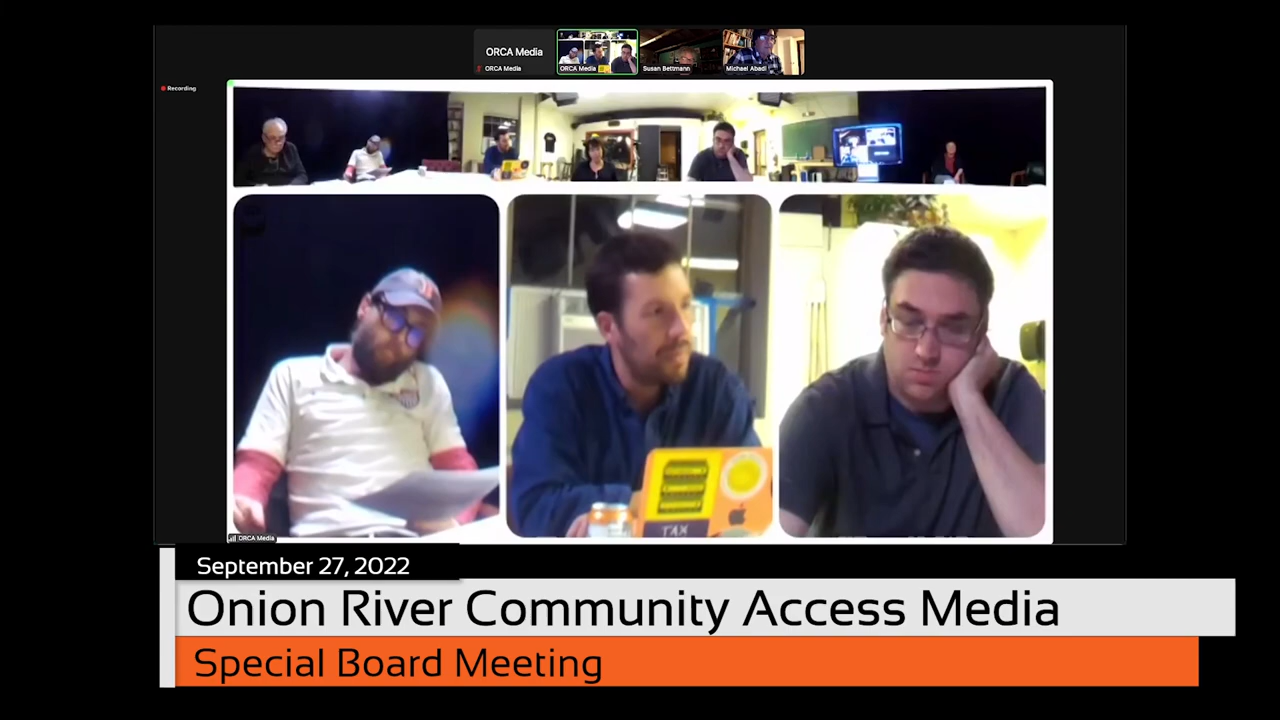 ORCA Media
ORCA Media
ORCA Media
Susan Bettmann
Michael Abadi
Recording
TAX
ORCA Media
September 27, 2022
Onion River Community Access Media
Special Board Meeting